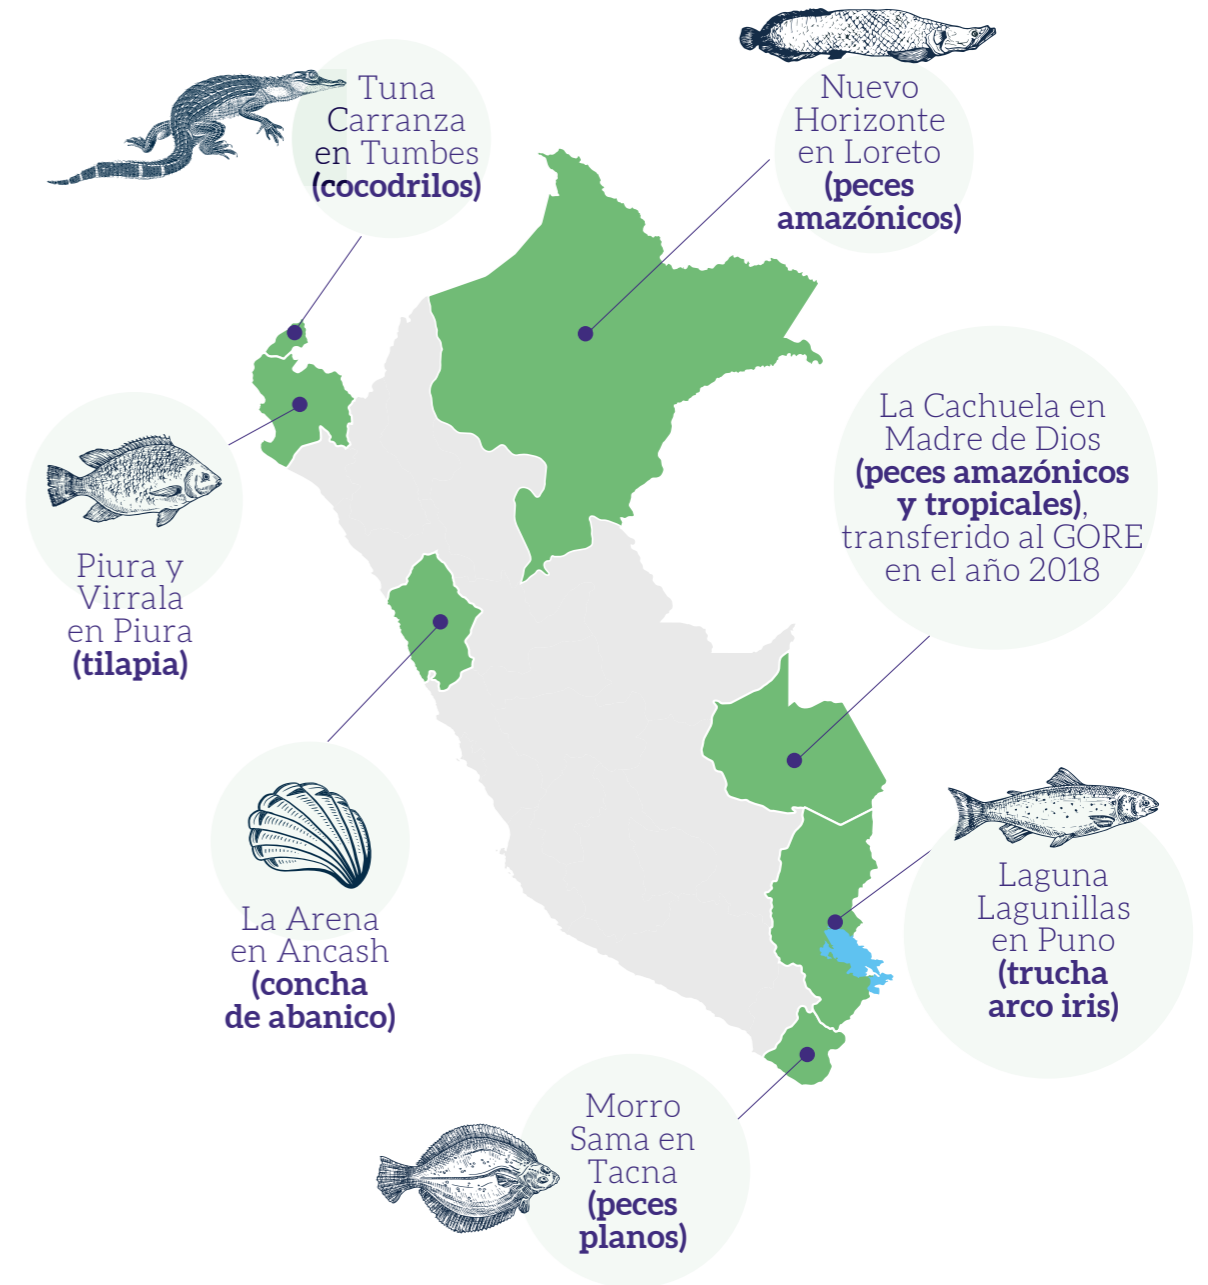 Tuna
Carranza
en Tumbes
(cocodrilos)
Nuevo
Horizonte
en Loreto
(peces
amazónicos)
La Cachuela en
Madre de Dios
(peces amazónicos
y tropicales),
transferido al GORE
en el año 2018
Piura y
Virrala
en Piura
(tilapia)
La Arena
en Ancash
(concha
de abanico)
Laguna
Lagunillas
en Puno
(trucha
arco iris)
Morro
Sama en
Tacna
(peces
planos)